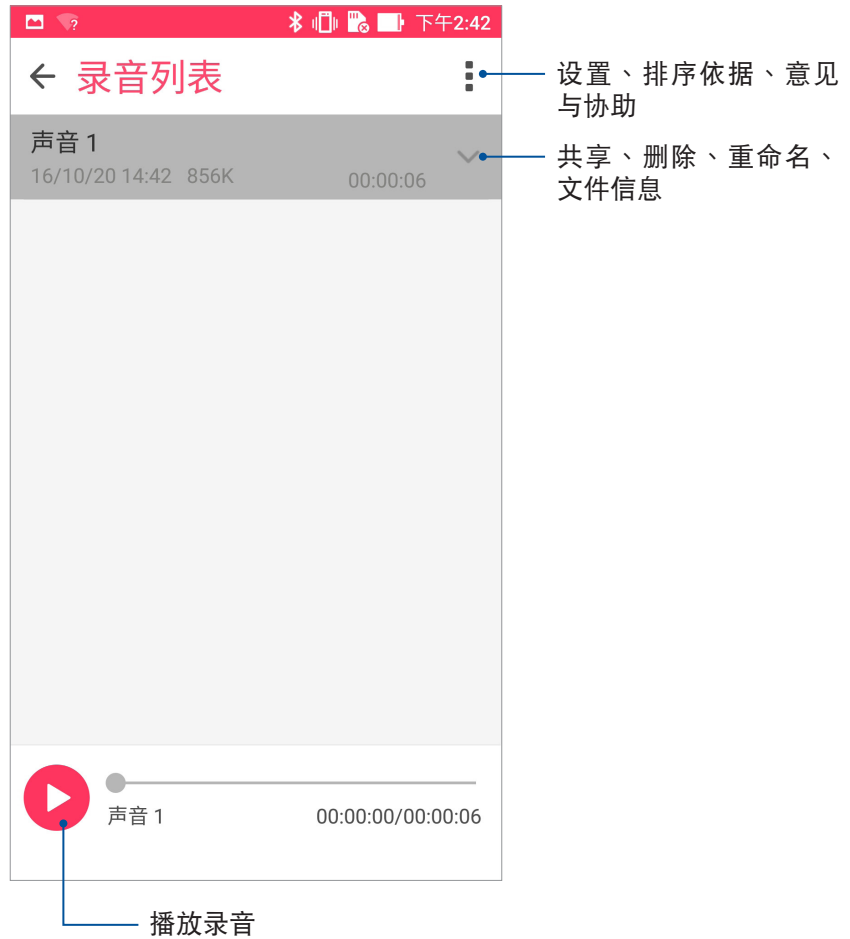 下午2:42
录音列表
设置、排序依据、意见
与协助
声音 1
16/10/20 14:42 856K 00:00:06
共享、删除、重命名、
文件信息
声音 1 00:00:00/00:00:06
播放录音